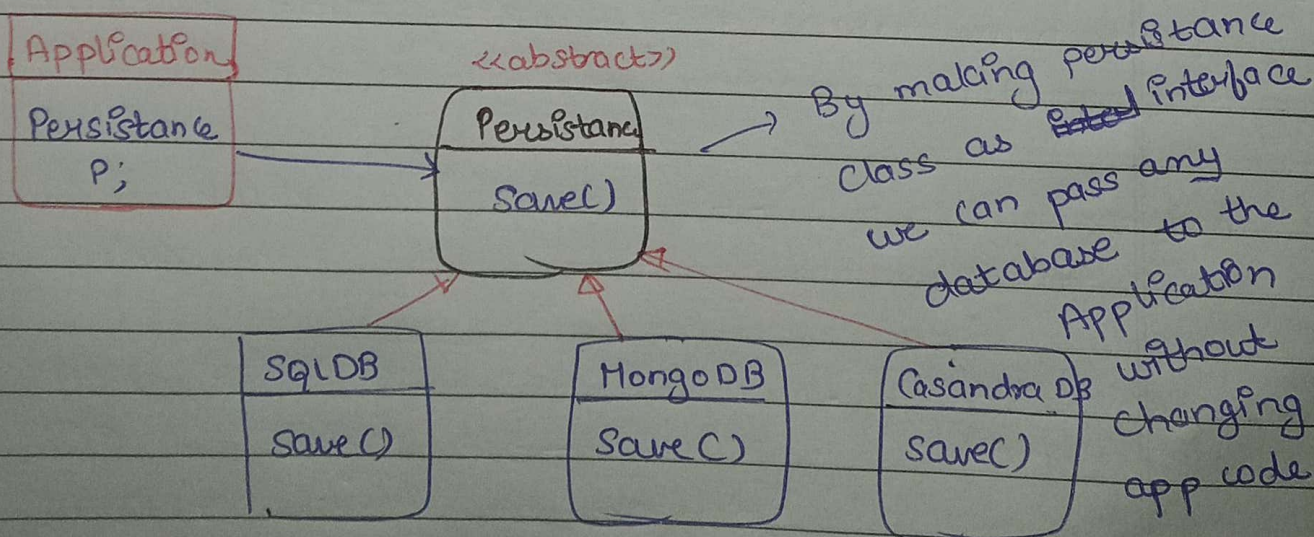 Application
Persistance
P;
<<abstract>>
Persistanc
Save()
By making persistance
class as interface
we can pass any
database to the
Application
without
changing
app code
SQLDB
Save()
MongoDB
Save()
Casandra DB
Save()